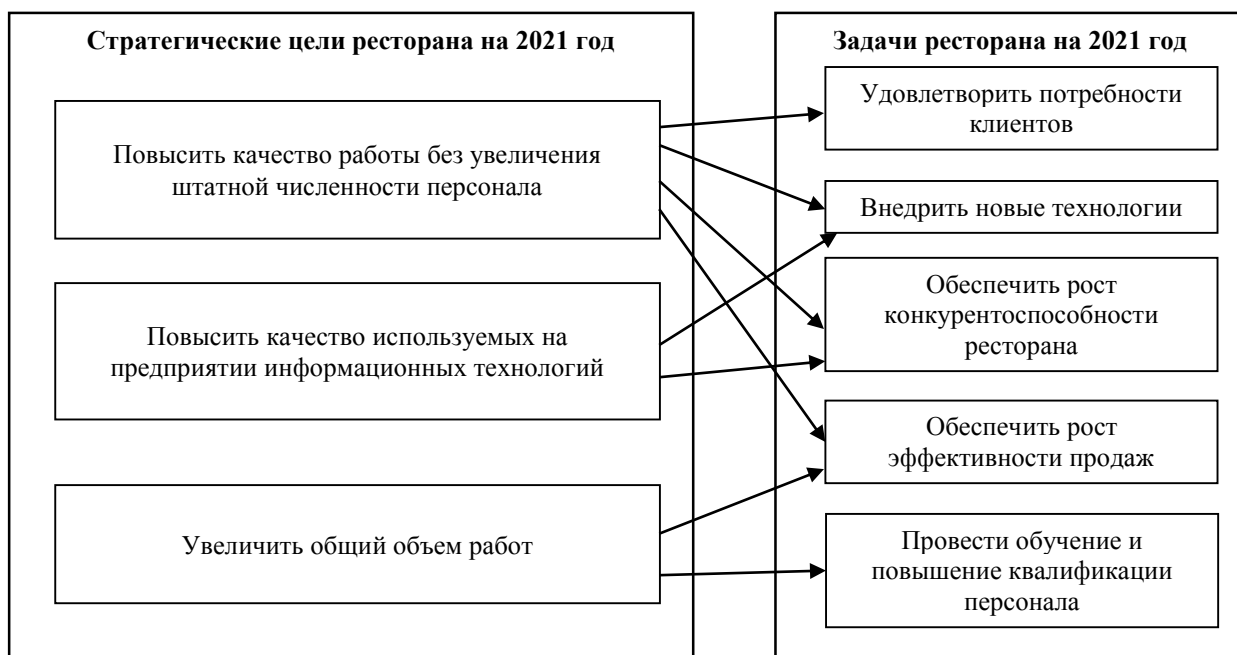 Стратегические цели ресторана на 2021 год
Повысить качество работы без увеличения
штатной численности персонала
Повысить качество используемых на
предприятии информационных технологий
Увеличить общий объем работ
Задачи ресторана на 2021 год
Удовлетворить потребности
клиентов
Внедрить новые технологии
Обеспечить рост
конкурентоспособности
ресторана
Обеспечить рост
эффективности продаж
Провести обучение и
повышение квалификации
персонала